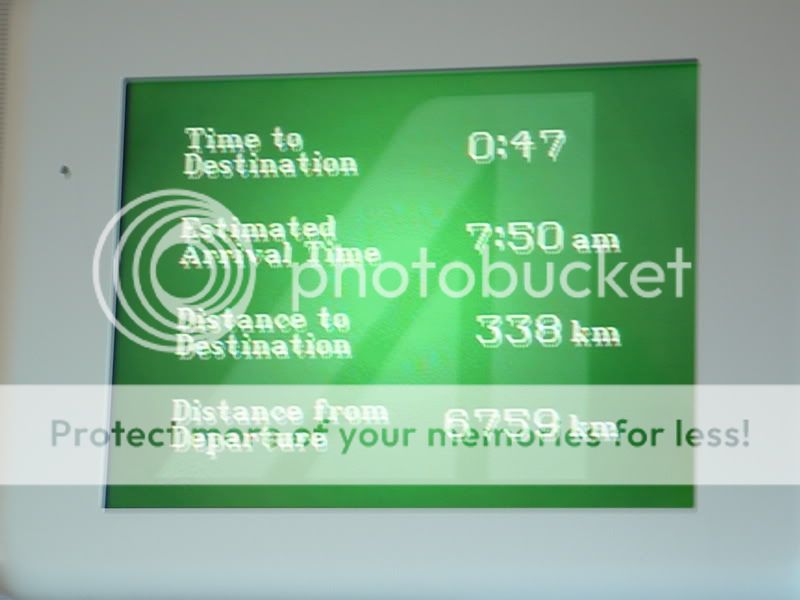 Time to
Destination
0:47
Estimated
Arrival Time
7:50 am
photobucket
Distance to
Destination
338 km
Distance from
Departure
6759 km
Protect more of your memories for less!